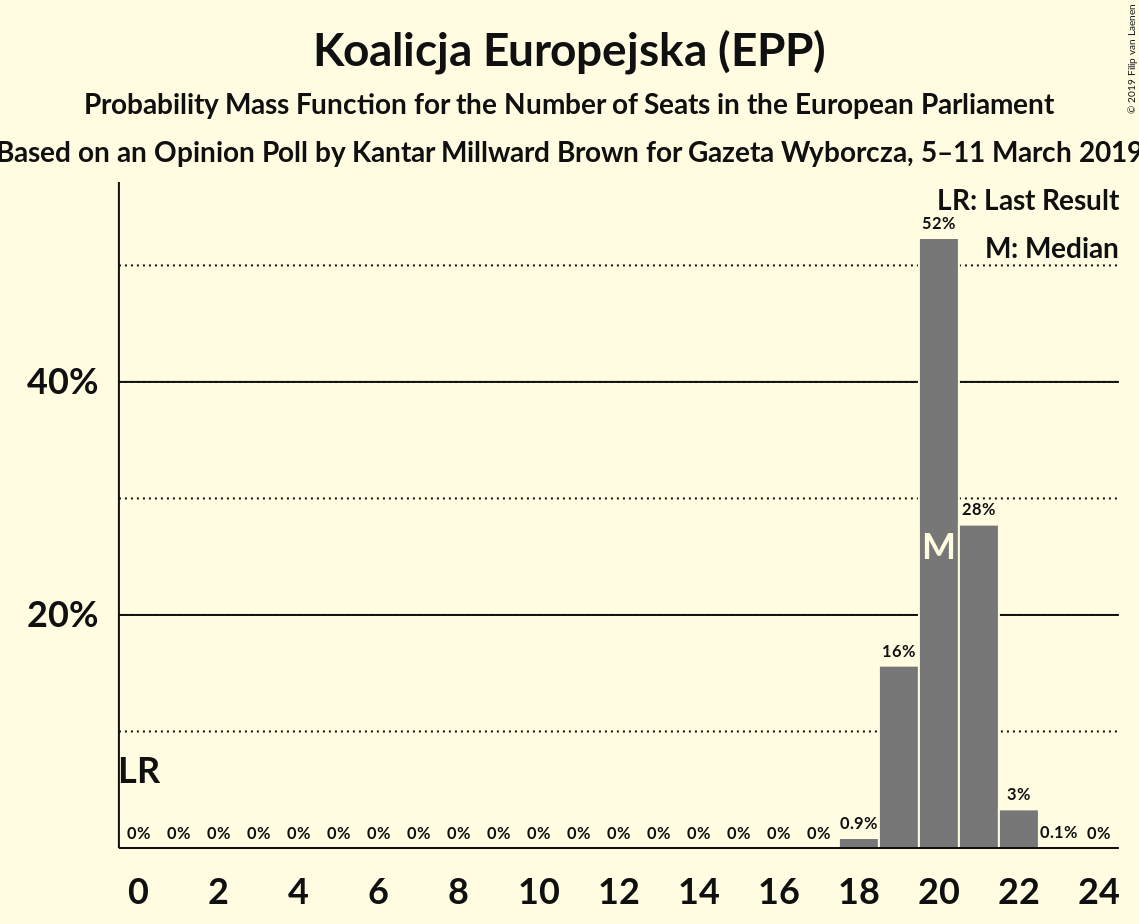 Koalicja Europejska (EPP)
Probability Mass Function for the Number of Seats in the European Parliament
Based on an Opinion Poll by Kantar Millward Brown for Gazeta Wyborcza, 5–11 March 2019
© 2019 Filip van Laenen
LR: Last Result
M: Median
52%
40%
28%
M
20%
16%
LR
3%
0% 0% 0% 0% 0% 0% 0% 0% 0% 0% 0% 0% 0% 0% 0% 0% 0% 0% 0.9% 0.1% 0%
0 2 4 6 8 10 12 14 16 18 20 22 24